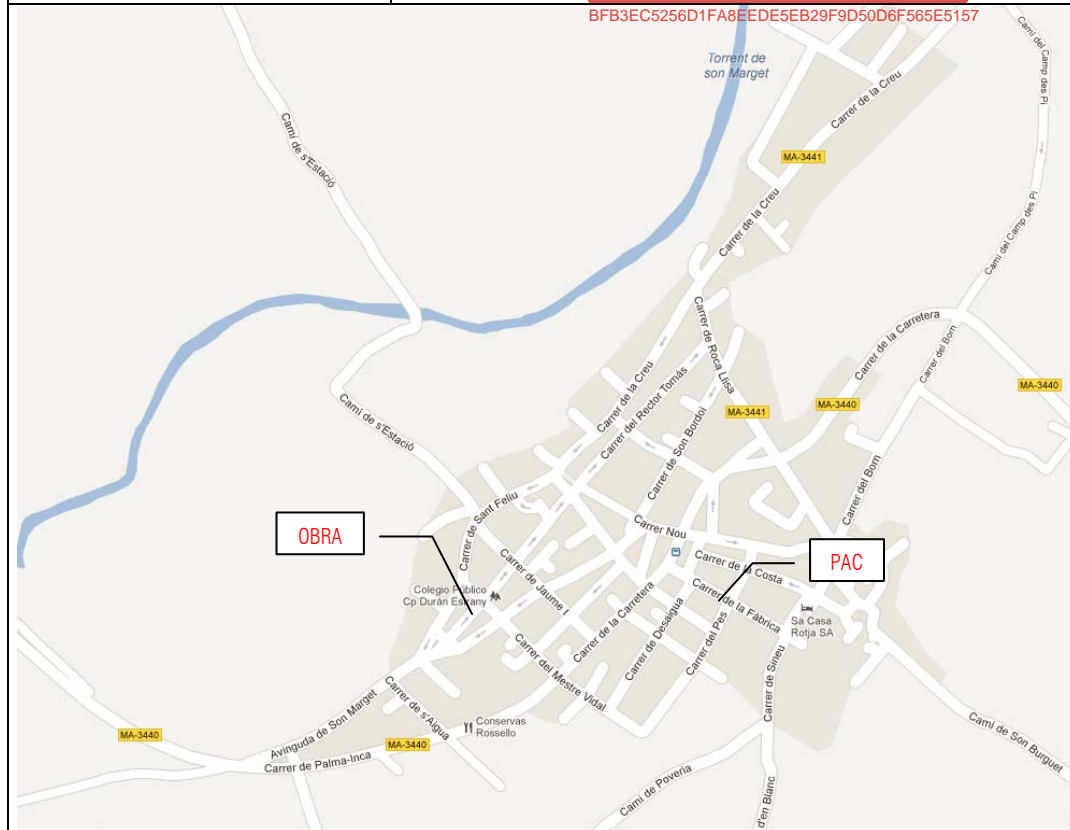 BFB3EC5256D1FA8EEDE5EB29F9D50D6F565E5157
Torrent de
son Marget
Camí del Camp des Pi
Carrer de la Creu
Camí de s'Estació
MA-3441
Carrer de la Creu
Camí del Camp des Pi
Carrer de Roca Llisa
Carrer de la Carretera
Carrer del Born
Carrer de la Creu
Carrer del Rector Tomás
MA-3440
Camí de s'Estació
MA-3441
MA-3440
Carrer de Son Bordoi
Carrer del Born
Carrer de Sant Feliu
OBRA
Carrer Nou
PAC
Carrer de Jaume I
Carrer de la Costa
Colegio Público
Cp Durán Estrany
Carrer de la Carretera
Carrer de la Fábrica
Sa Casa
Rotja SA
Carrer de Desaigua
Carrer del Pes
Carrer de Sineu
Carrer del Mestre Vidal
Carrer de s'Aigua
Avinguda de Son Marget
Conservas
Rossello
MA-3440
MA-3440
Carrer de Palma-Inca
Camí de Son Burguet
Camí de Poveria
d'en Blanc